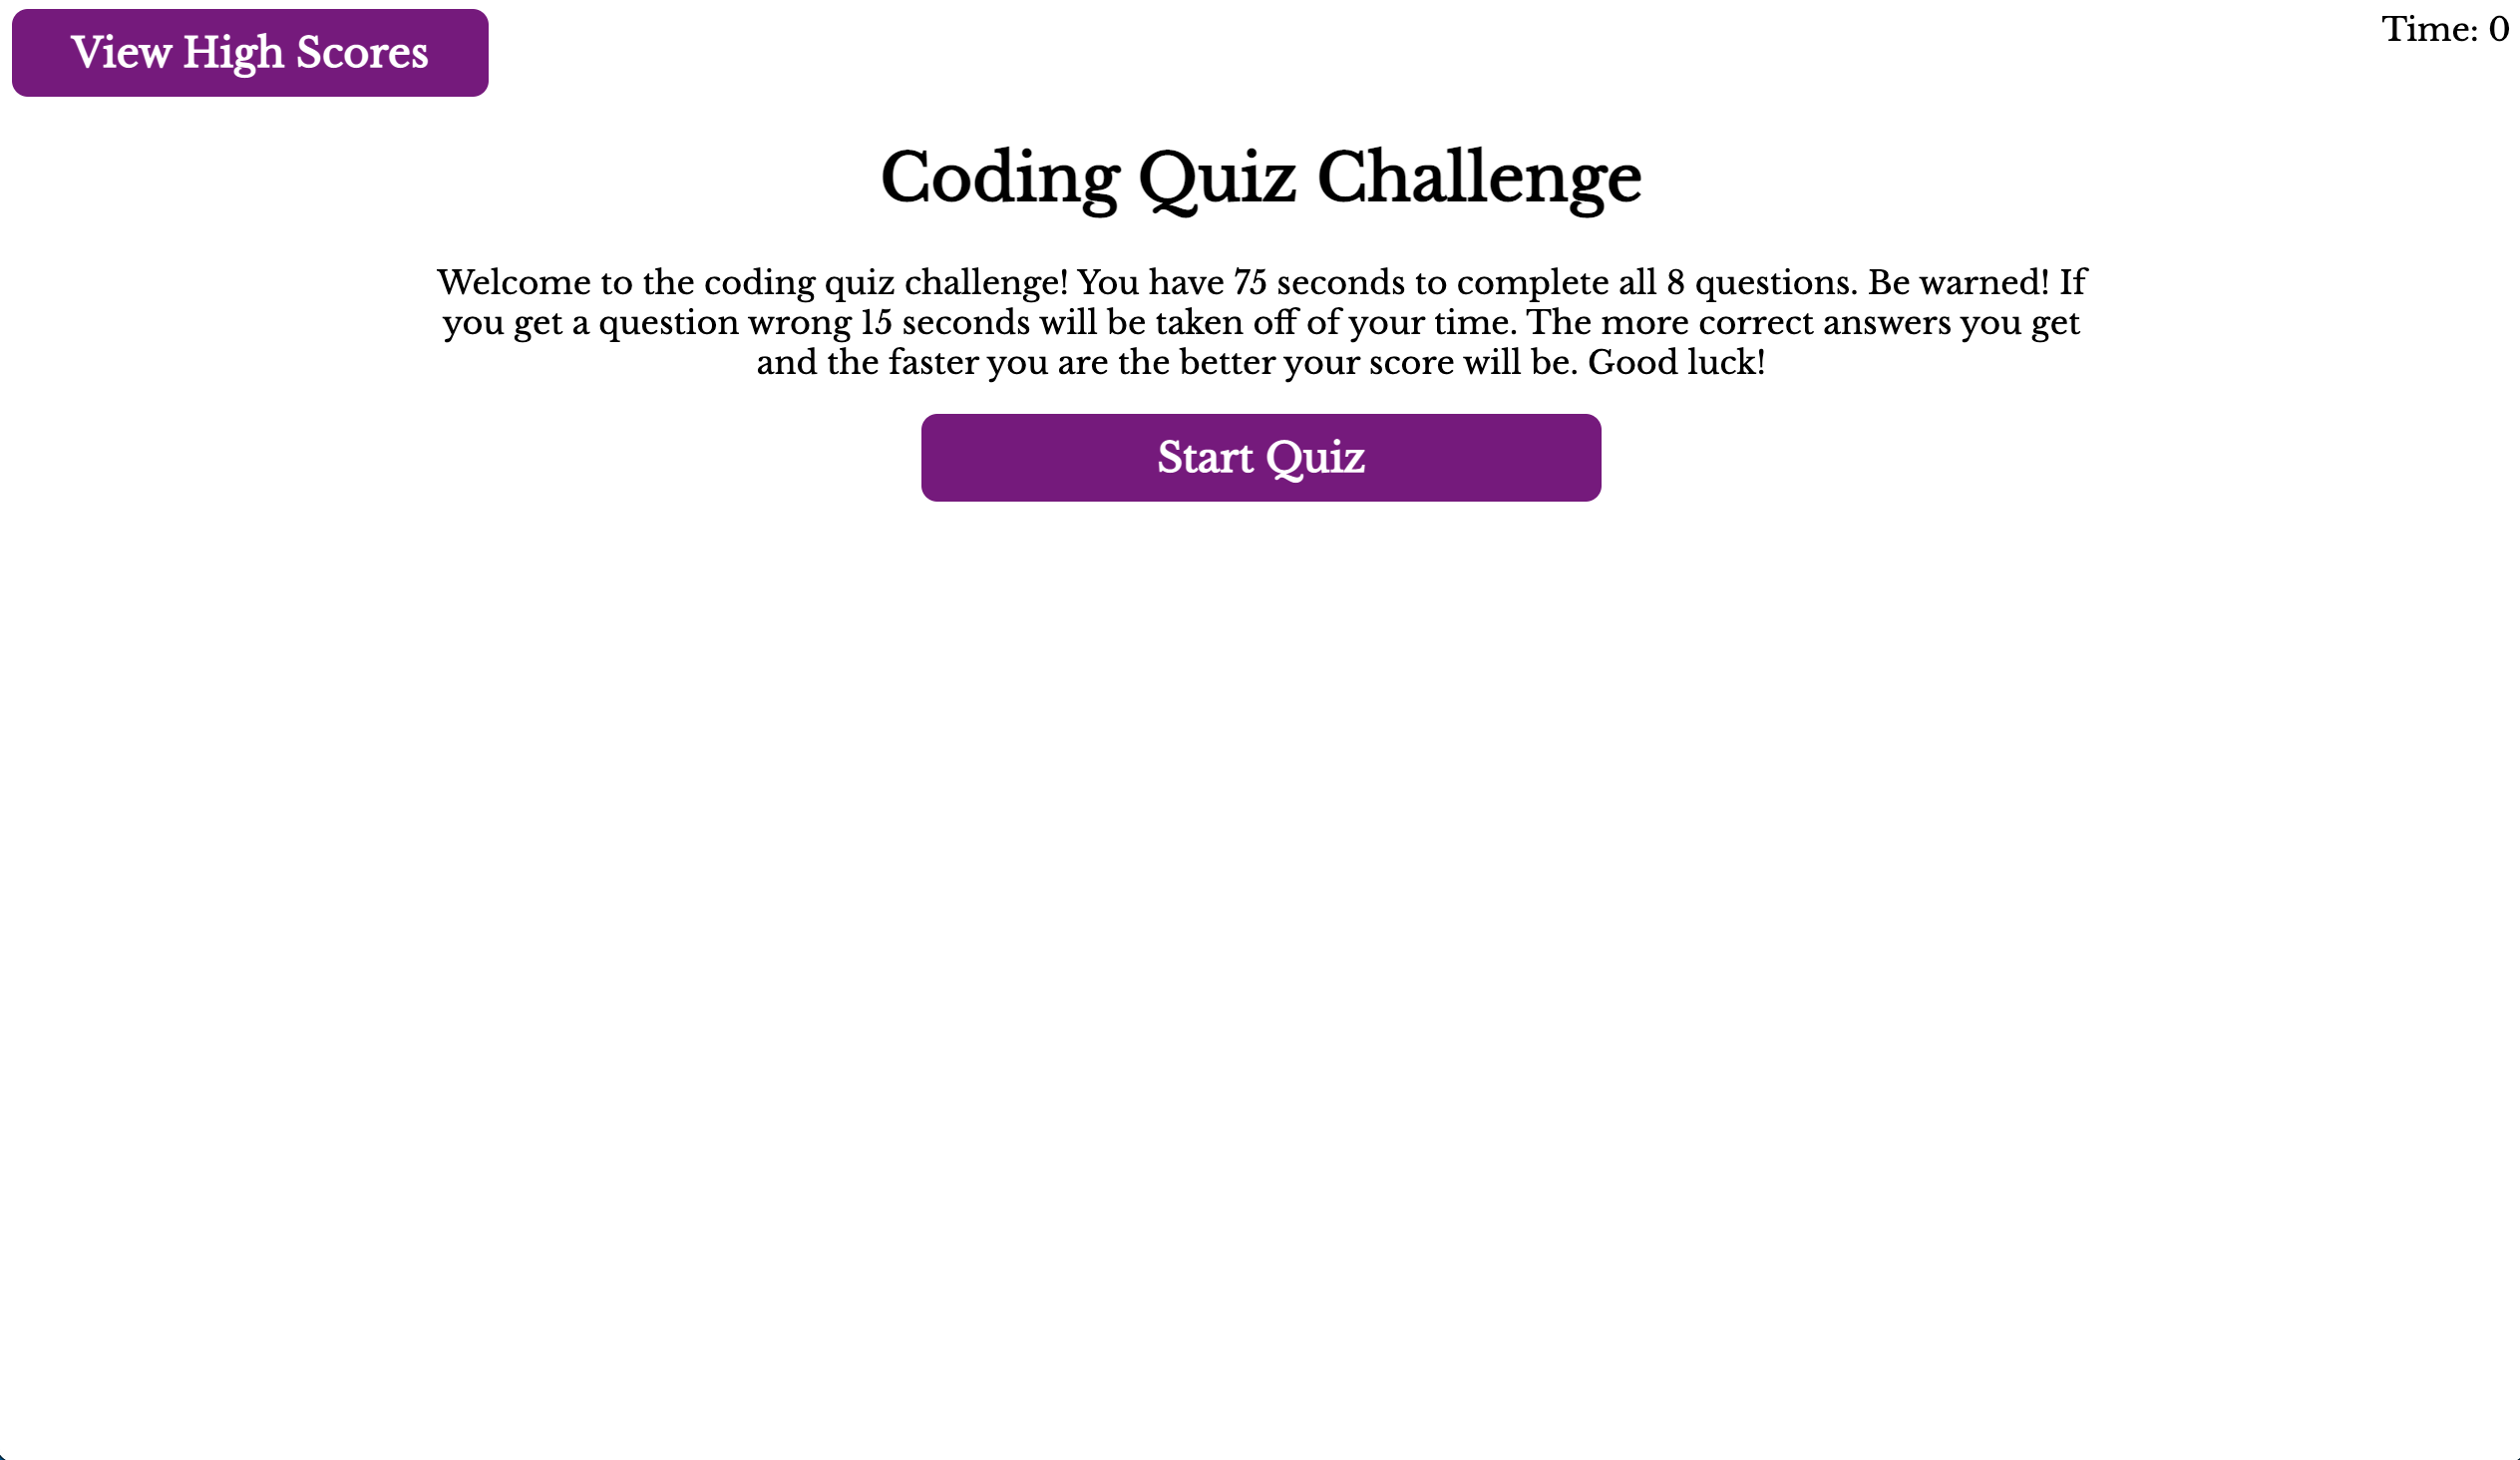 View High Scores
Time: 0
Coding Quiz Challenge
Welcome to the coding quiz challenge! You have 75 seconds to complete all 8 questions. Be warned! If
you get a question wrong 15 seconds will be taken off of your time. The more correct answers you get
and the faster you are the better your score will be. Good luck!
Start Quiz